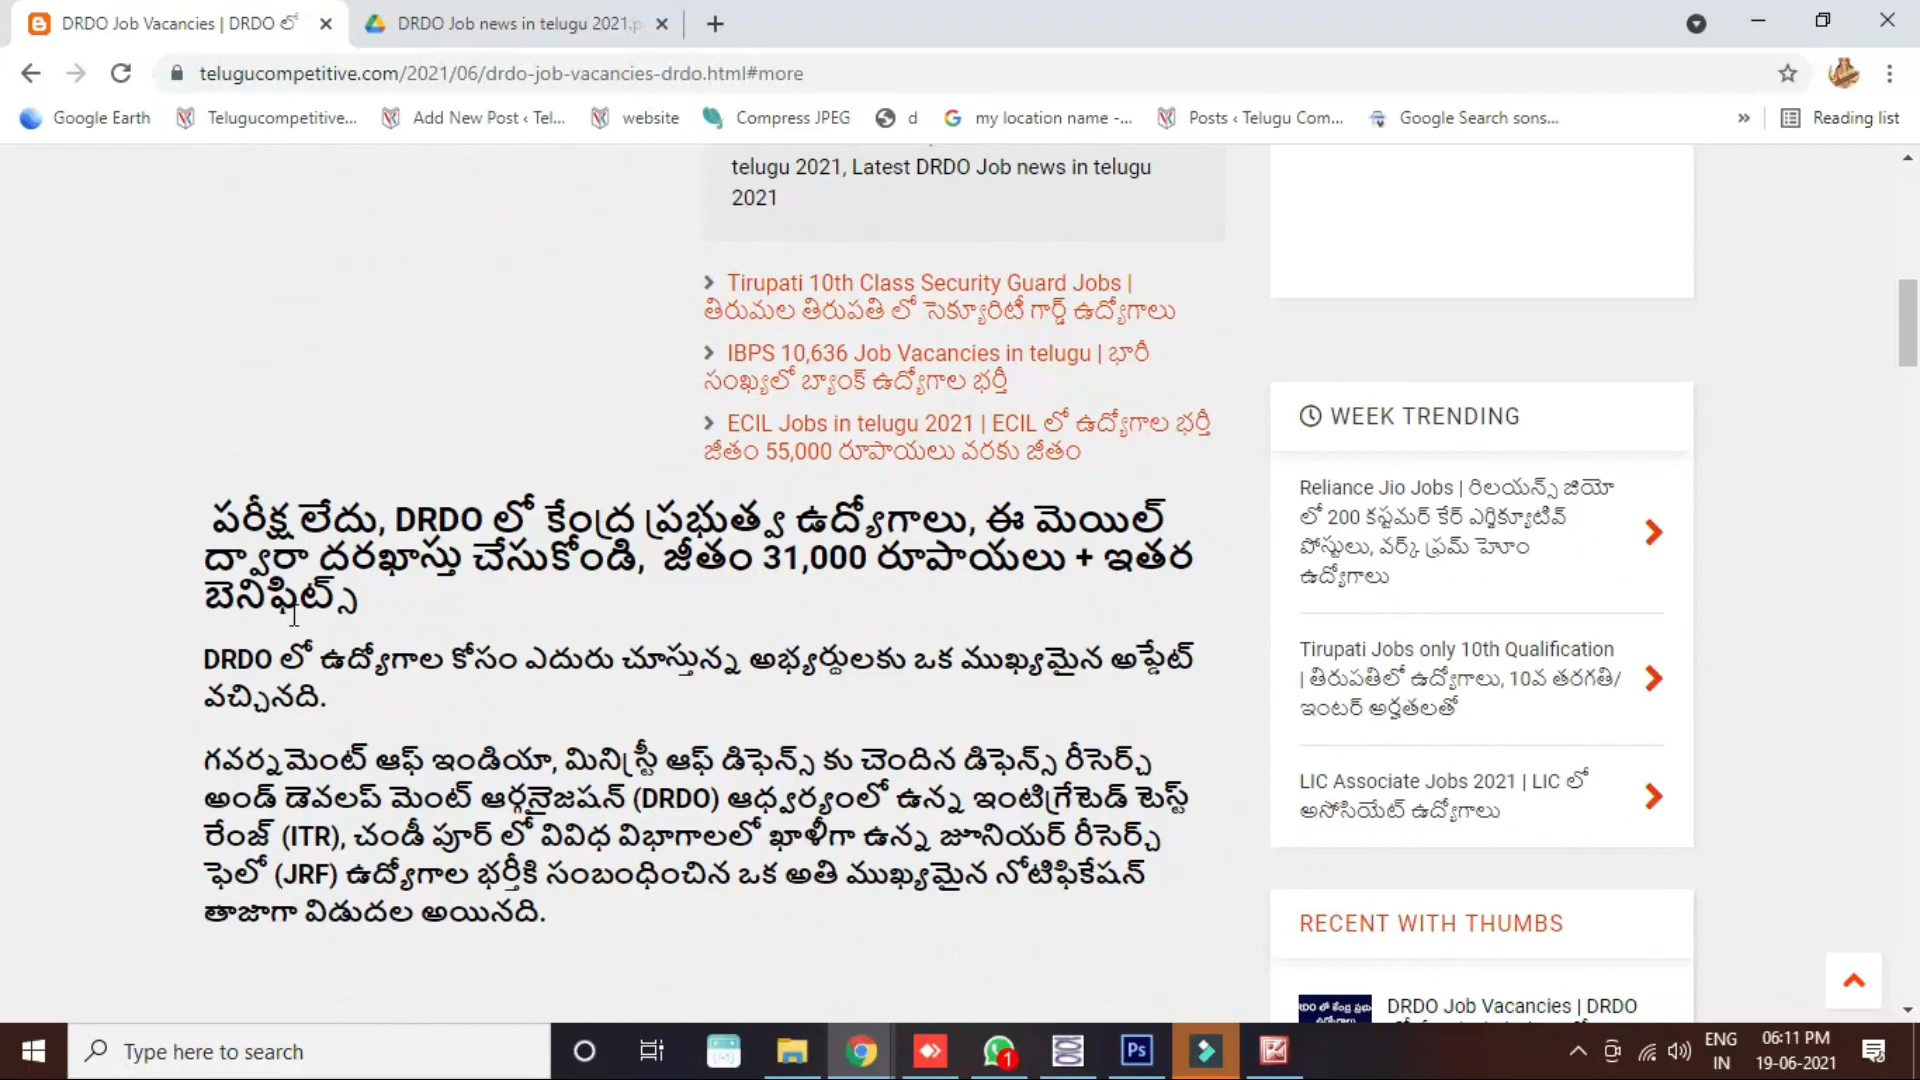 DRDO Job Vacancies | DRDO లో
DRDO Job news in telugu 2021.p
telugucompetitive.com/2021/06/drdo-job-vacancies-drdo.html#more
Google Earth
Telugucompetitive...
Add New Post ‹ Tel...
website
Compress JPEG
d
my location name -...
Posts ‹ Telugu Com...
Google Search sons...
»
Reading list
telugu 2021, Latest DRDO Job news in telugu
2021
Tirupati 10th Class Security Guard Jobs |
తిరుమల తిరుపతి లో సెక్యూరిటీ గార్డ్ ఉద్యోగాలు
IBPS 10,636 Job Vacancies in telugu | భారీ
సంఖ్యలో బ్యాంక్ ఉద్యోగాల భర్తీ
ECIL Jobs in telugu 2021 | ECIL లో ఉద్యోగాల భర్తీ
జీతం 55,000 రూపాయలు వరకు జీతం
పరీక్ష లేదు, DRDO లో కేంద్ర ప్రభుత్వ ఉద్యోగాలు, ఈ మెయిల్
ద్వారా దరఖాస్తు చేసుకోండి, జీతం 31,000 రూపాయలు + ఇతర
బెనిఫిట్స్
DRDO లో ఉద్యోగాల కోసం ఎదురు చూస్తున్న అభ్యర్థులకు ఒక ముఖ్యమైన అప్డేట్
వచ్చినది.
గవర్నమెంట్ ఆఫ్ ఇండియా, మినిస్ట్రీ ఆఫ్ డిఫెన్స్ కు చెందిన డిఫెన్స్ రీసెర్చ్
అండ్ డెవలప్ మెంట్ ఆర్గనైజషన్ (DRDO) ఆధ్వర్యంలో ఉన్న ఇంటిగ్రేటెడ్ టెస్ట్
రేంజ్ (ITR), చండీ పూర్ లో వివిధ విభాగాలలో ఖాళీగా ఉన్న జూనియర్ రీసెర్చ్
ఫెలో (JRF) ఉద్యోగాల భర్తీకి సంబంధించిన ఒక అతి ముఖ్యమైన నోటిఫికేషన్
తాజాగా విడుదల అయినది.
WEEK TRENDING
Reliance Jio Jobs | రిలయన్స్ జియో
లో 200 కస్టమర్ కేర్ ఎగ్జిక్యూటివ్
పోస్టులు, వర్క్ ఫ్రమ్ హెూం
ఉద్యోగాలు
Tirupati Jobs only 10th Qualification
| తిరుపతిలో ఉద్యోగాలు, 10వ తరగతి/
ఇంటర్ అర్హతలతో
LIC Associate Jobs 2021 | LIC లో
అసోసియేట్ ఉద్యోగాలు
RECENT WITH THUMBS
DRDO Job Vacancies | DRDO
Type here to search
1
Ps
ENG
IN
06:11 PM
19-06-2021